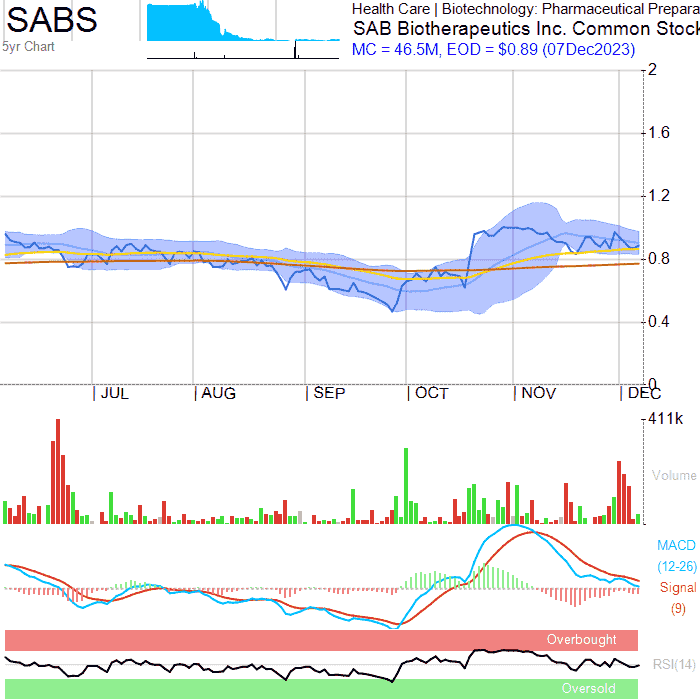 SABS
5yr Chart
Health Care | Biotechnology: Pharmaceutical Prepara
SAB Biotherapeutics Inc. Common Stock
MC = 46.5M, EOD = $0.89 (07Dec2023)
2
1.6
1.2
0.8
0.4
0
JUL AUG SEP OCT NOV DEC
411k
Volume
MACD
(12-26)
Signal
(9)
Overbought
RSI(14)
Oversold